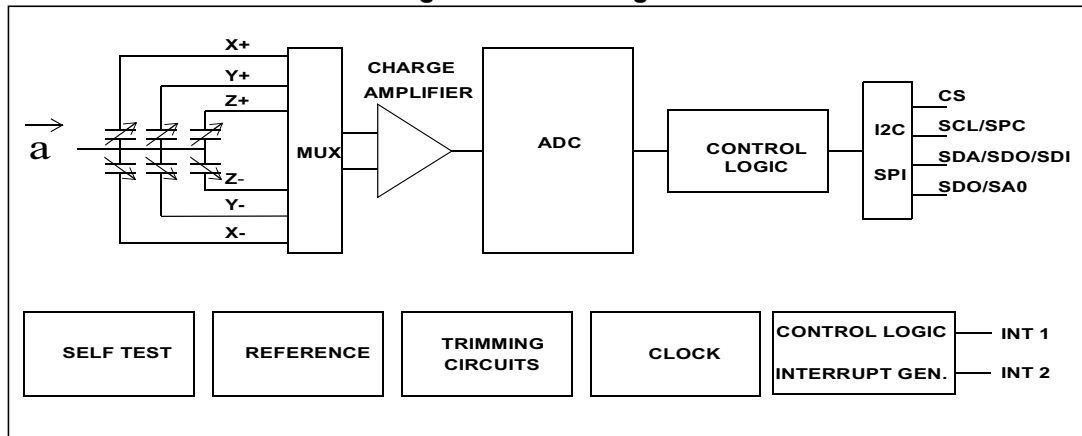 X+
Y+
Z+
CHARGE
AMPLIFIER
a
MUX
ADC
CONTROL
LOGIC
I2C
SPI
CS
SCL/SPC
SDA/SDO/SDI
SDO/SA0
Z-
Y-
X-
SELF TEST
REFERENCE
TRIMMING
CIRCUITS
CLOCK
CONTROL LOGIC
INTERRUPT GEN.
INT 1
INT 2